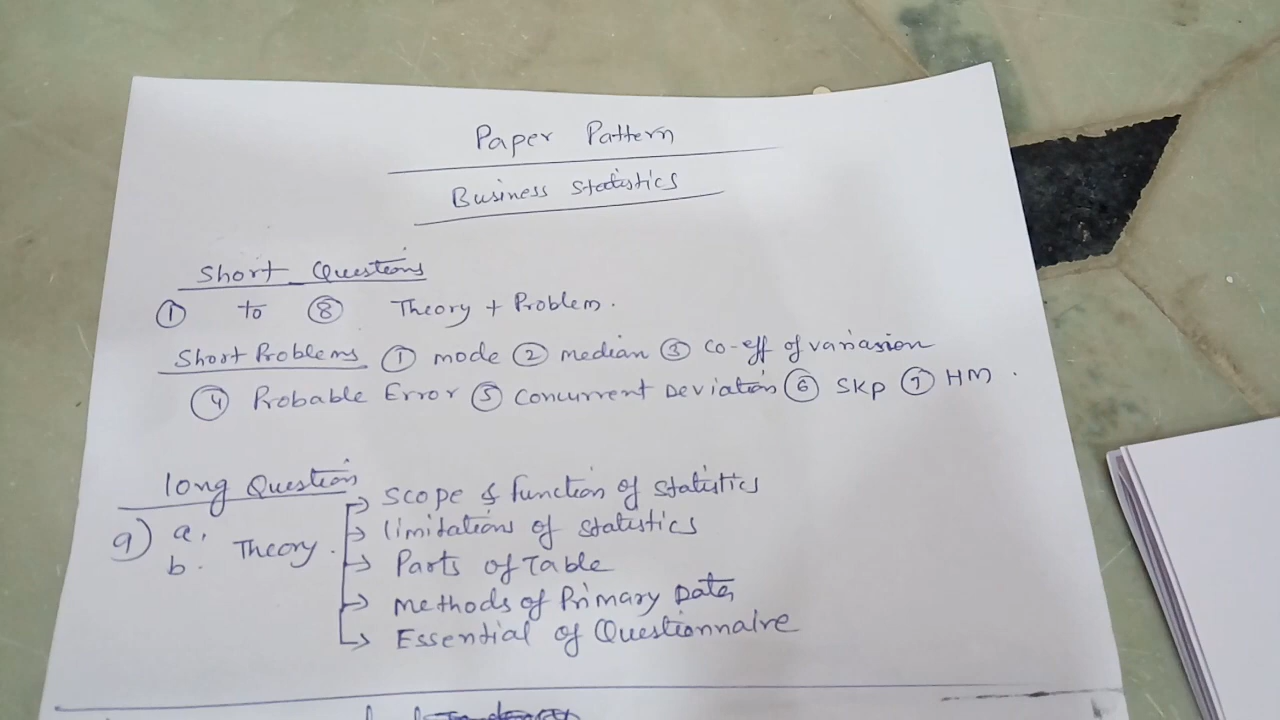 Paper Pattern
Business Statistics
Short Questions
① to ⑧ Theory + Problem.
Short Problems ① mode ② median ③ co-eff of variasion
④ Probable Error ⑤ Concurrent Deviation ⑥ SKp ⑦ HM.
long Question
9) a. → Scope & function of statistics
→ limitations of statistics
b. Theory. → Parts of Table
→ methods of Primary Data
→ Essential of Questionnaire